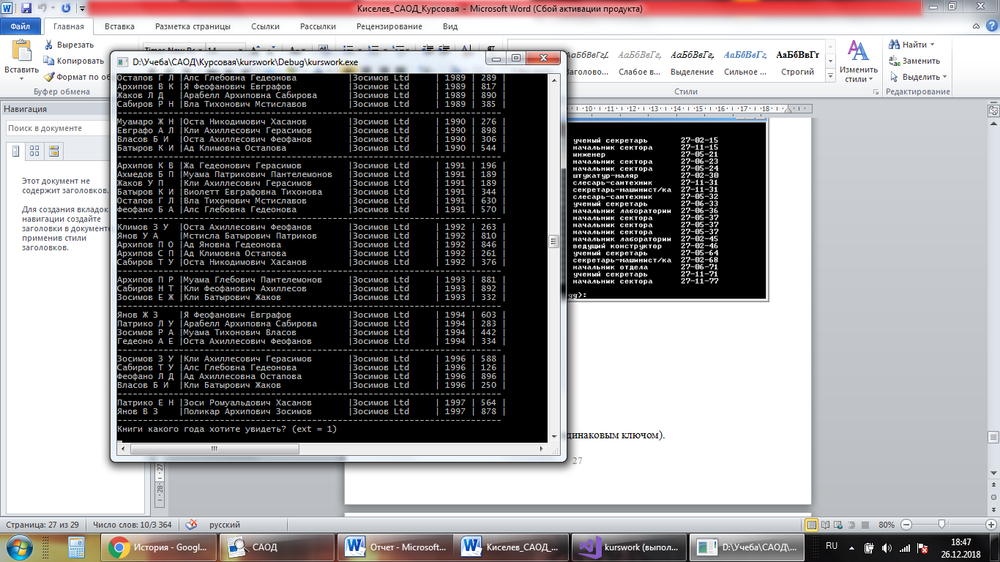 Киселев_САОД_Курсовая - Microsoft Word (Сбой активации продукта)
Файл Главная Вставка Разметка страницы Ссылки Рассылки Рецензирование Вид
Вставить
Вырезать
Копировать
Формат по об
Буфер обмена
АаБбВвГгД АаБбВвГг, АаБбВвГг, АаБбВвГг, АаБбВвГг
Заголово... Слабое в... Выделение Сильное ... Строгий
Стили
Изменить стили
Найти
Заменить
Выделить
Редактирование
Навигация
Поиск в документе
Этот документ не
содержит заголовков.
Для создания вкладок
навигации создайте
заголовки в документе,
применив стили
заголовков.
D:\Учеба\САОД\Курсовая\kurswork\Debug\kurswork.exe
Остапов Г Л |Алс Глебовна Гедеонова |Зосимов Ltd | 1989 | 289 |
Архипов В К |Я Феофанович Евграфов |Зосимов Ltd | 1989 | 817 |
Жаков Л Д |Арабелл Архиповна Сабирова |Зосимов Ltd | 1989 | 890 |
Сабиров Р Н |Вла Тихонович Мстиславов |Зосимов Ltd | 1989 | 385 |
Муамаро Ж Н |Оста Никодимович Хасанов |Зосимов Ltd | 1990 | 276 |
Евграфо А Л |Кли Ахиллесович Герасимов |Зосимов Ltd | 1990 | 898 |
Власов Б И |Оста Ахиллесович Феофанов |Зосимов Ltd | 1990 | 306 |
Батыров К И |Ад Климовна Остапова |Зосимов Ltd | 1990 | 544 |
Архипов К В |Жа Гедеонович Герасимов |Зосимов Ltd | 1991 | 196 |
Ахмедов Б П |Муама Патрикович Пантелемонов |Зосимов Ltd | 1991 | 189 |
Жаков У П |Кли Ахиллесович Герасимов |Зосимов Ltd | 1991 | 389 |
Батыров К И |Виолетт Евграфовна Тихонова |Зосимов Ltd | 1991 | 344 |
Остапов Г Л |Вла Тихонович Мстиславов |Зосимов Ltd | 1991 | 630 |
Феофано Б А |Алс Глебовна Гедеонова |Зосимов Ltd | 1991 | 570 |
Климов З У |Оста Ахиллесович Феофанов |Зосимов Ltd | 1992 | 263 |
Янов У А |Мстисла Батырович Патриков |Зосимов Ltd | 1992 | 810 |
Архипов П О |Ад Яновна Гедеонова |Зосимов Ltd | 1992 | 846 |
Архипов С П |Ад Климовна Остапова |Зосимов Ltd | 1992 | 261 |
Сабиров Т У |Оста Никодимович Хасанов |Зосимов Ltd | 1992 | 376 |
Архипов П Р |Муама Глебович Пантелемонов |Зосимов Ltd | 1993 | 881 |
Сабиров Н Т |Кли Феофанович Ахиллесов |Зосимов Ltd | 1993 | 892 |
Зосимов Е Ж |Кли Батырович Жаков |Зосимов Ltd | 1993 | 332 |
Янов Ж З |Я Феофанович Евграфов |Зосимов Ltd | 1994 | 603 |
Патрико Л У |Арабелл Архиповна Сабирова |Зосимов Ltd | 1994 | 283 |
Зосимов Р А |Муама Тихонович Власов |Зосимов Ltd | 1994 | 442 |
Гедеоно А Е |Оста Ахиллесович Феофанов |Зосимов Ltd | 1994 | 334 |
Зосимов З У |Кли Ахиллесович Герасимов |Зосимов Ltd | 1996 | 588 |
Сабиров Т У |Алс Глебовна Гедеонова |Зосимов Ltd | 1996 | 126 |
Феофано Л Д |Ад Ахиллесовна Остапова |Зосимов Ltd | 1996 | 896 |
Власов Б И |Кли Батырович Жаков |Зосимов Ltd | 1996 | 250 |
Патрико Е Н |Зоси Ромуальдович Хасанов |Зосимов Ltd | 1997 | 564 |
Янов В З |Поликар Архипович Зосимов |Зосимов Ltd | 1997 | 878 |
Книги какого года хотите увидеть? (ext = 1)
10 11 12 13 14 15 16 17 18
ученый секретарь 27-02-15
начальник сектора 27-11-15
инженер 27-05-21
начальник сектора 27-06-23
начальник сектора 27-05-24
штукатур-маляр 27-02-30
слесарь-сантехник 27-11-31
секретарь-машинист/ка 27-11-31
слесарь-сантехник 27-05-32
ученый секретарь 27-06-33
начальник лаборатории 27-06-36
начальник сектора 27-05-37
начальник сектора 27-05-37
начальник сектора 27-05-37
начальник лаборатории 27-02-45
ведущий конструктор 27-02-46
ученый секретарь 27-05-64
секретарь-машинист/ка 27-02-68
начальник отдела 27-06-71
ученый секретарь 27-11-71
начальник сектора 27-11-77
gg):
динаковым ключом).
27
Страница: 27 из 29 Число слов: 10/3 364 русский 80%
История - Googl... САОД Отчет - Microsoft... Киселев_САОД_... kurswork (выпол... D:\Учеба\САОД\... RU 18:47
26.12.2018